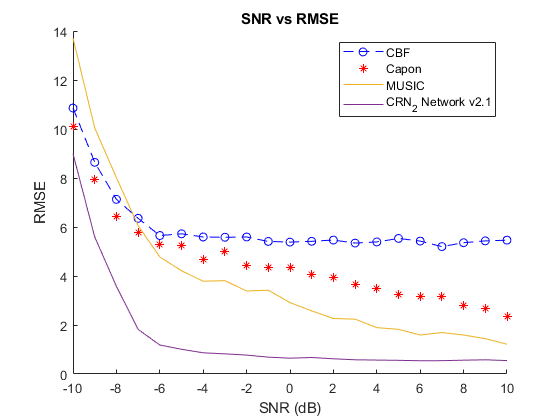 SNR vs RMSE
CBF
Capon
MUSIC
CRN2 Network v2.1
14
12
10
8
6
4
2
0
RMSE
-10 -8 -6 -4 -2 0 2 4 6 8 10
SNR (dB)